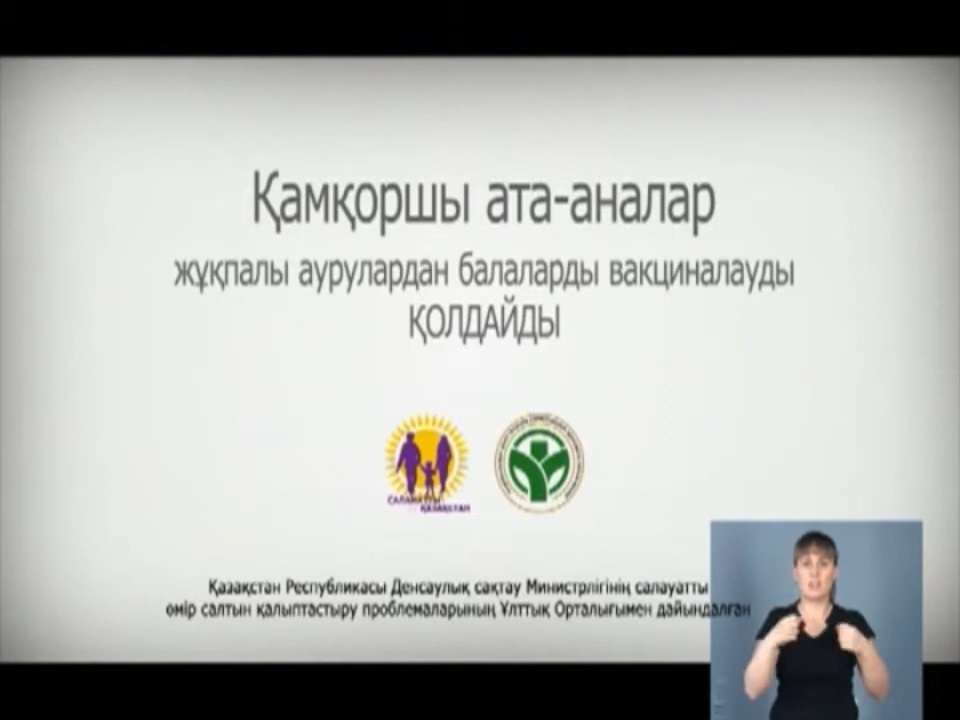 Қамқоршы ата-аналар
жұқпалы аурулардан балаларды вакциналауды
ҚОЛДАЙДЫ
САЛАМАТТЫ
ҚАЗАҚСТАН
Қазақстан Республикасы Денсаулық сақтау Министрлігінің салауатты
өмір салтын қалыптастыру проблемаларының Ұлттық Орталығымен дайындалған